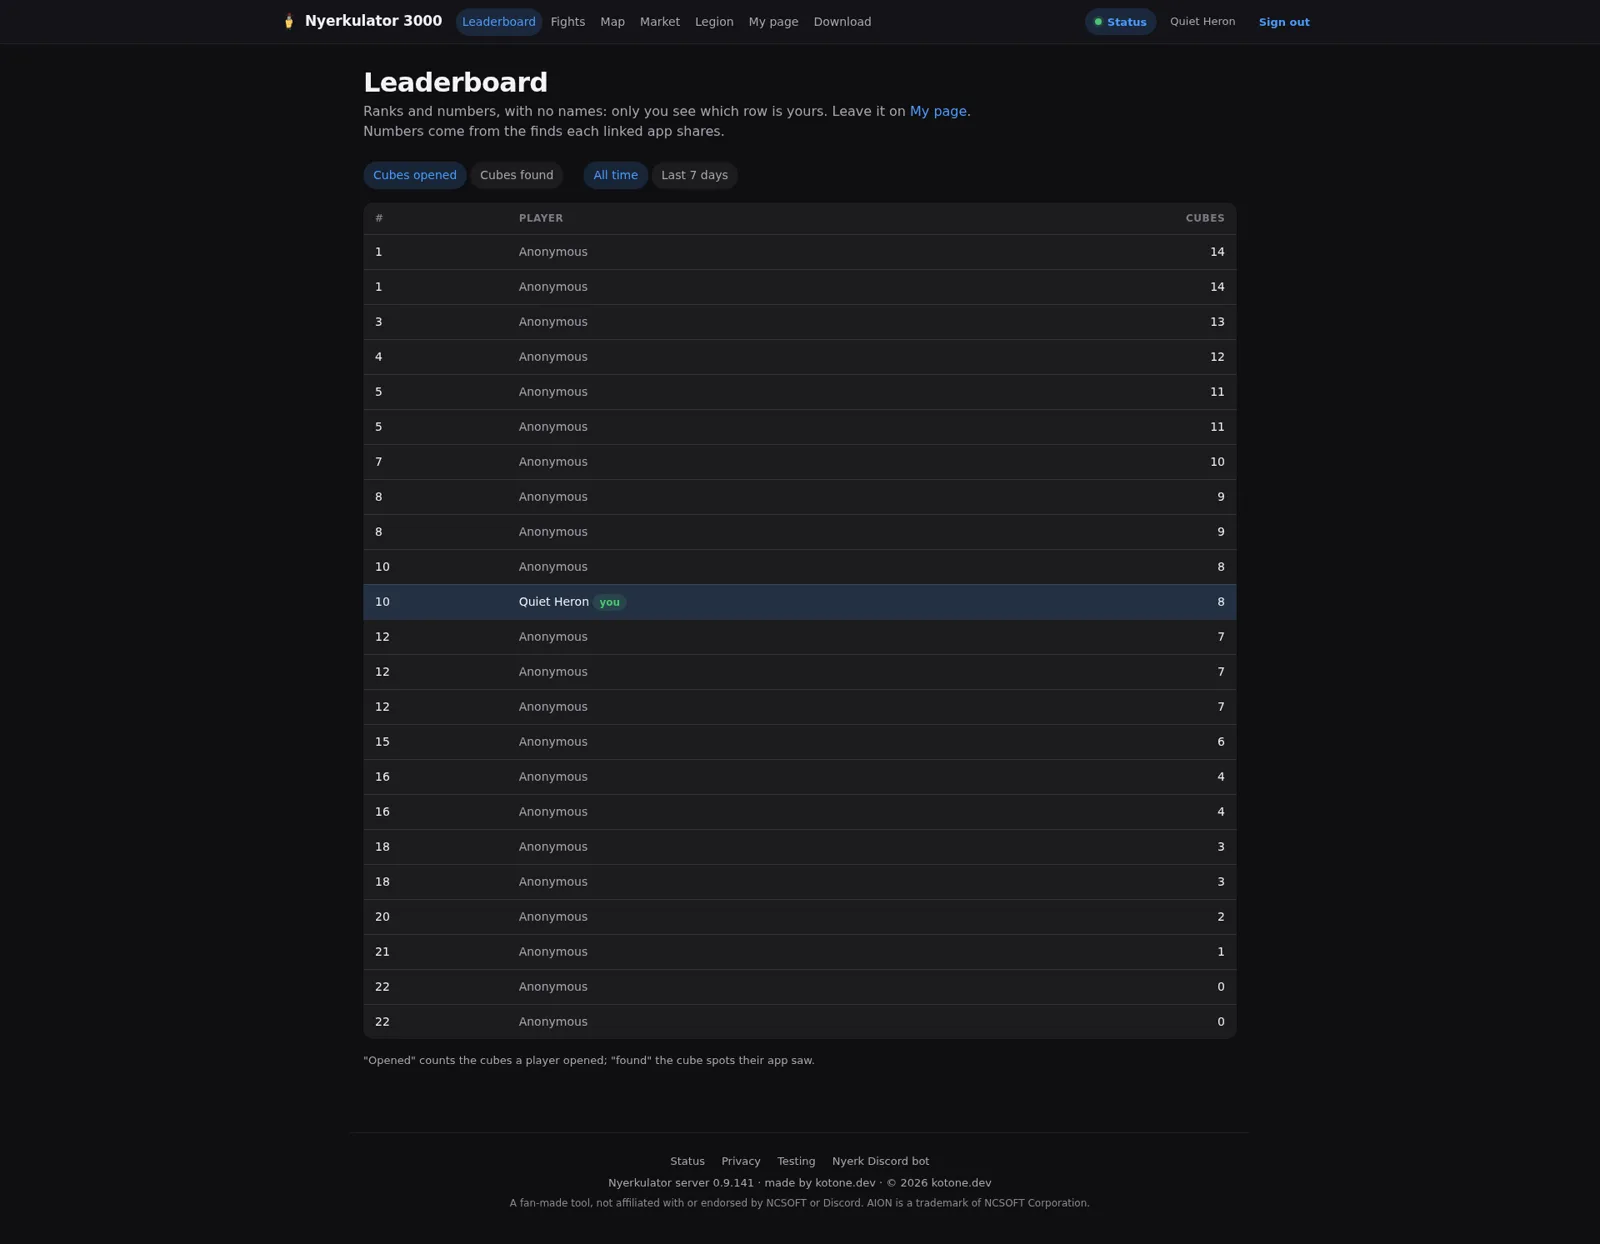 Nyerkulator 3000 Leaderboard Fights Map Market Legion My page Download Status Quiet Heron Sign out
Leaderboard
Ranks and numbers, with no names: only you see which row is yours. Leave it on My page.
Numbers come from the finds each linked app shares.
Cubes opened Cubes found All time Last 7 days
# PLAYER CUBES
1 Anonymous 14
1 Anonymous 14
3 Anonymous 13
4 Anonymous 12
5 Anonymous 11
5 Anonymous 11
7 Anonymous 10
8 Anonymous 9
8 Anonymous 9
10 Anonymous 8
10 Quiet Heron you 8
12 Anonymous 7
12 Anonymous 7
12 Anonymous 7
15 Anonymous 6
16 Anonymous 4
16 Anonymous 4
18 Anonymous 3
18 Anonymous 3
20 Anonymous 2
21 Anonymous 1
22 Anonymous 0
22 Anonymous 0
"Opened" counts the cubes a player opened; "found" the cube spots their app saw.
Status Privacy Testing Nyerk Discord bot
Nyerkulator server 0.9.141 · made by kotone.dev · © 2026 kotone.dev
A fan-made tool, not affiliated with or endorsed by NCSOFT or Discord. AION is a trademark of NCSOFT Corporation.